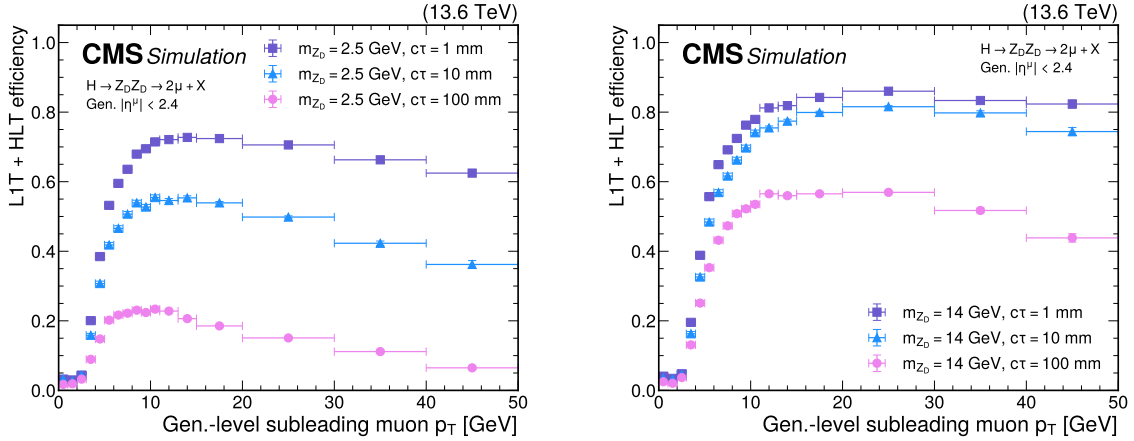 (13.6 TeV)
CMS Simulation
H → Z_D Z_D → 2μ + X
Gen. |η^μ| < 2.4
m_{Z_D} = 2.5 GeV, cτ = 1 mm
m_{Z_D} = 2.5 GeV, cτ = 10 mm
m_{Z_D} = 2.5 GeV, cτ = 100 mm
L1T + HLT efficiency
1.0
0.8
0.6
0.4
0.2
0.0
0 10 20 30 40 50
Gen.-level subleading muon p_T [GeV]
(13.6 TeV)
CMS Simulation
H → Z_D Z_D → 2μ + X
Gen. |η^μ| < 2.4
L1T + HLT efficiency
1.0
0.8
0.6
0.4
0.2
0.0
m_{Z_D} = 14 GeV, cτ = 1 mm
m_{Z_D} = 14 GeV, cτ = 10 mm
m_{Z_D} = 14 GeV, cτ = 100 mm
0 10 20 30 40 50
Gen.-level subleading muon p_T [GeV]